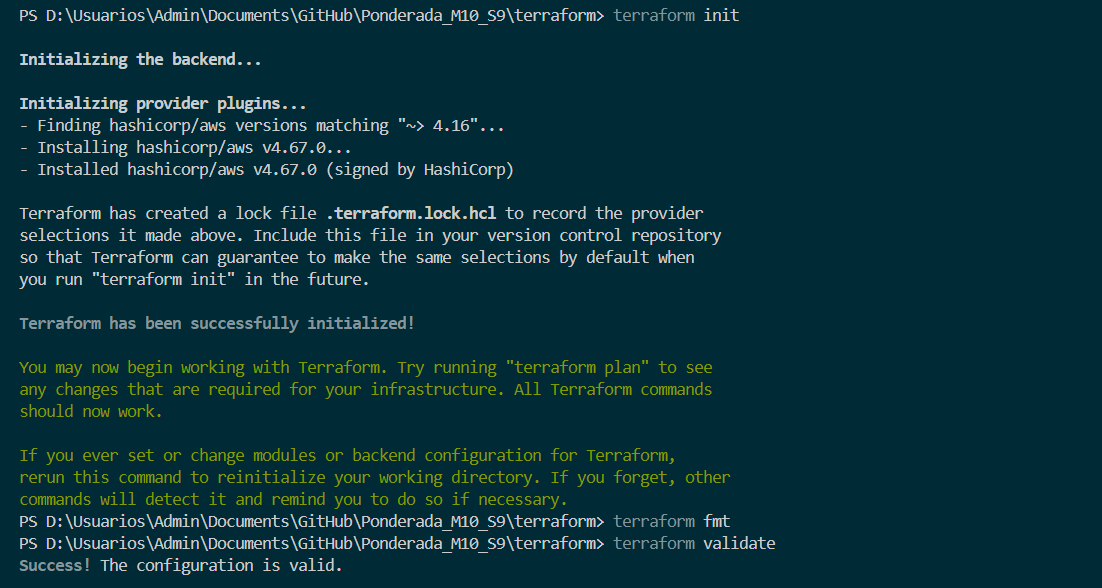 PS D:\Usuarios\Admin\Documents\GitHub\Ponderada_M10_S9\terraform> terraform init
Initializing the backend...
Initializing provider plugins...
- Finding hashicorp/aws versions matching "~> 4.16"...
- Installing hashicorp/aws v4.67.0...
- Installed hashicorp/aws v4.67.0 (signed by HashiCorp)
Terraform has created a lock file .terraform.lock.hcl to record the provider
selections it made above. Include this file in your version control repository
so that Terraform can guarantee to make the same selections by default when
you run "terraform init" in the future.
Terraform has been successfully initialized!
You may now begin working with Terraform. Try running "terraform plan" to see
any changes that are required for your infrastructure. All Terraform commands
should now work.
If you ever set or change modules or backend configuration for Terraform,
rerun this command to reinitialize your working directory. If you forget, other
commands will detect it and remind you to do so if necessary.
PS D:\Usuarios\Admin\Documents\GitHub\Ponderada_M10_S9\terraform> terraform fmt
PS D:\Usuarios\Admin\Documents\GitHub\Ponderada_M10_S9\terraform> terraform validate
Success! The configuration is valid.